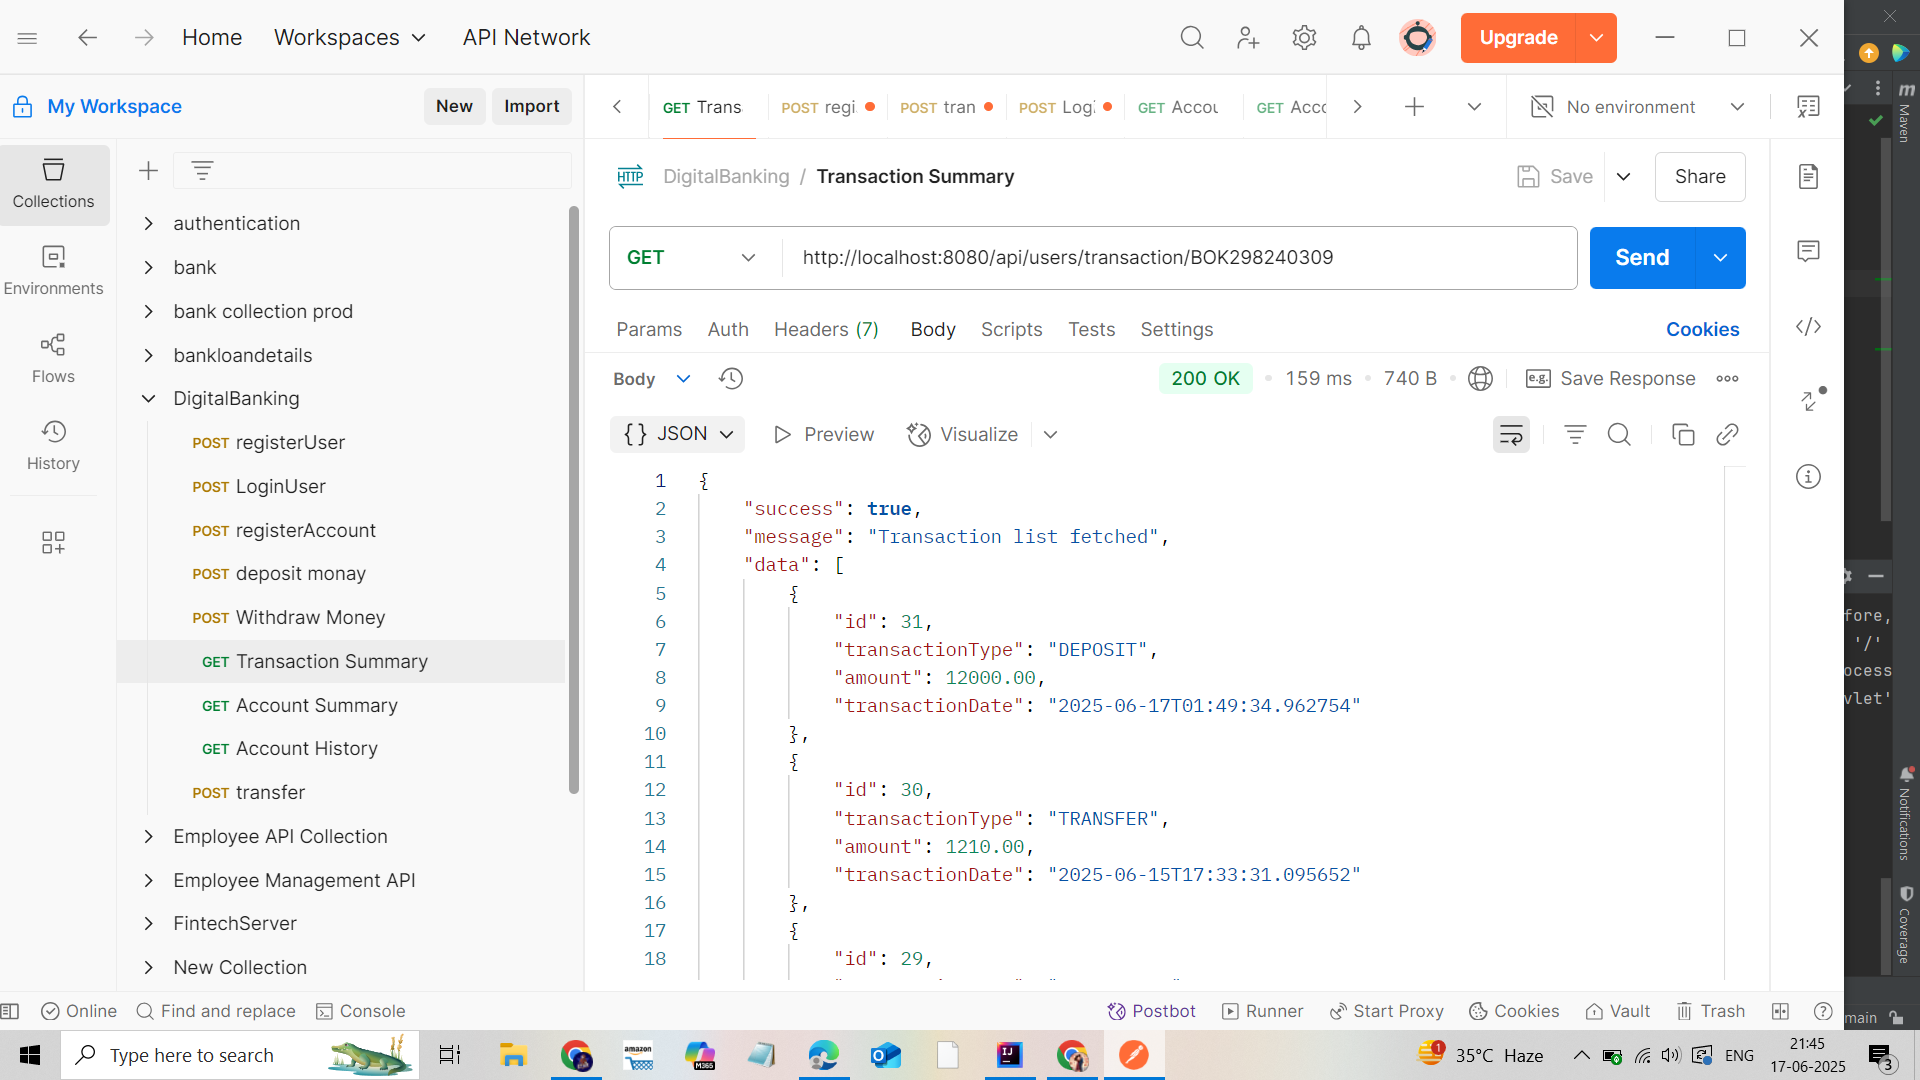 Home
Workspaces
API Network
Upgrade
My Workspace
New
Import
GET Trans
POST regi
POST tran
POST Logi
GET Accou
GET Acco
No environment
Collections
Environments
Flows
History
authentication
bank
bank collection prod
bankloandetails
DigitalBanking
POST registerUser
POST LoginUser
POST registerAccount
POST deposit monay
POST Withdraw Money
GET Transaction Summary
GET Account Summary
GET Account History
POST transfer
Employee API Collection
Employee Management API
FintechServer
New Collection
HTTP DigitalBanking / Transaction Summary
Save
Share
GET
http://localhost:8080/api/users/transaction/BOK298240309
Send
Params
Auth
Headers (7)
Body
Scripts
Tests
Settings
Cookies
Body
200 OK
159 ms
740 B
e.g. Save Response
{} JSON
Preview
Visualize
1 {
2 "success": true,
3 "message": "Transaction list fetched",
4 "data": [
5 {
6 "id": 31,
7 "transactionType": "DEPOSIT",
8 "amount": 12000.00,
9 "transactionDate": "2025-06-17T01:49:34.962754"
10 },
11 {
12 "id": 30,
13 "transactionType": "TRANSFER",
14 "amount": 1210.00,
15 "transactionDate": "2025-06-15T17:33:31.095652"
16 },
17 {
18 "id": 29,
m
Maven
fore,
'/'
ocess
vlet'
Notifications
Coverage
main
Online
Find and replace
Console
Postbot
Runner
Start Proxy
Cookies
Vault
Trash
Type here to search
amazon
M365
IJ
1
35°C Haze
ENG
21:45
17-06-2025
3